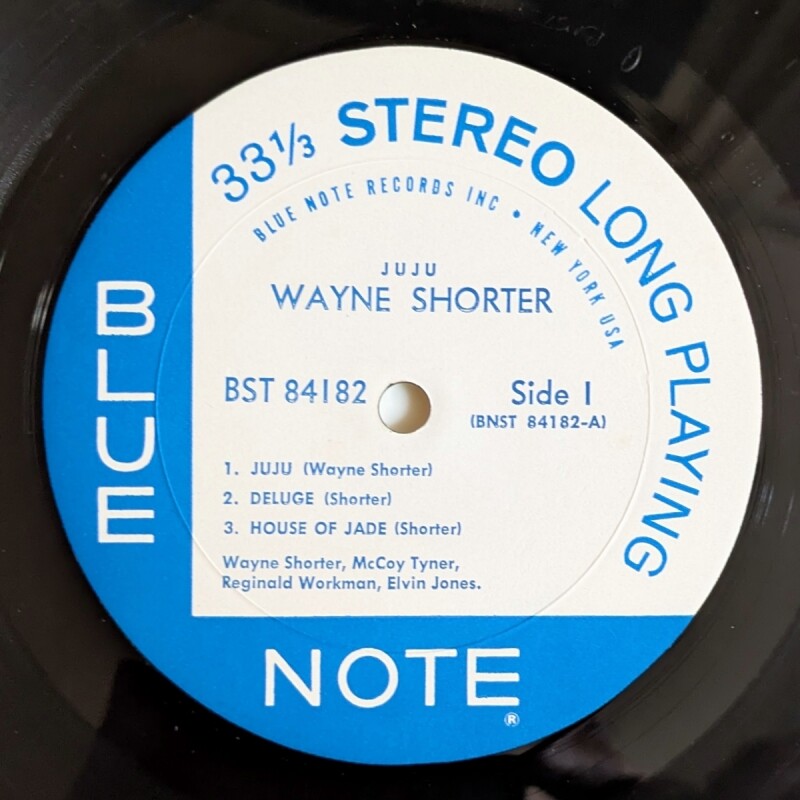 33⅓ STEREO LONG PLAYING
BLUE NOTE RECORDS INC • NEW YORK USA
JUJU
WAYNE SHORTER
BST 84182
Side 1
(BNST 84182-A)
1. JUJU (Wayne Shorter)
2. DELUGE (Shorter)
3. HOUSE OF JADE (Shorter)
Wayne Shorter, McCoy Tyner,
Reginald Workman, Elvin Jones.
BLUE
NOTE
®